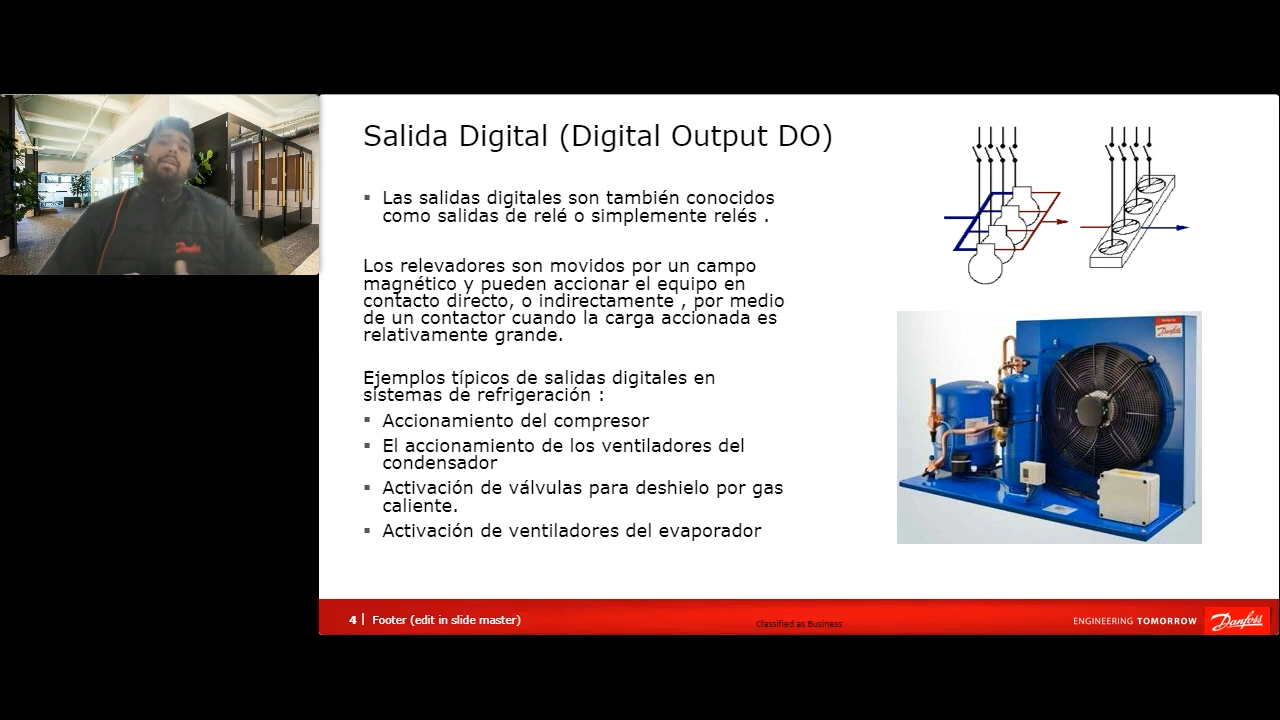 Salida Digital (Digital Output DO)
▪ Las salidas digitales son también conocidos
como salidas de relé o simplemente relés .
Los relevadores son movidos por un campo
magnético y pueden accionar el equipo en
contacto directo, o indirectamente , por medio
de un contactor cuando la carga accionada es
relativamente grande.
Ejemplos típicos de salidas digitales en
sistemas de refrigeración :
▪ Accionamiento del compresor
▪ El accionamiento de los ventiladores del
condensador
▪ Activación de válvulas para deshielo por gas
caliente.
▪ Activación de ventiladores del evaporador
4 | Footer (edit in slide master)
Classified as Business
ENGINEERING TOMORROW
Danfoss
Danfoss
Danfoss